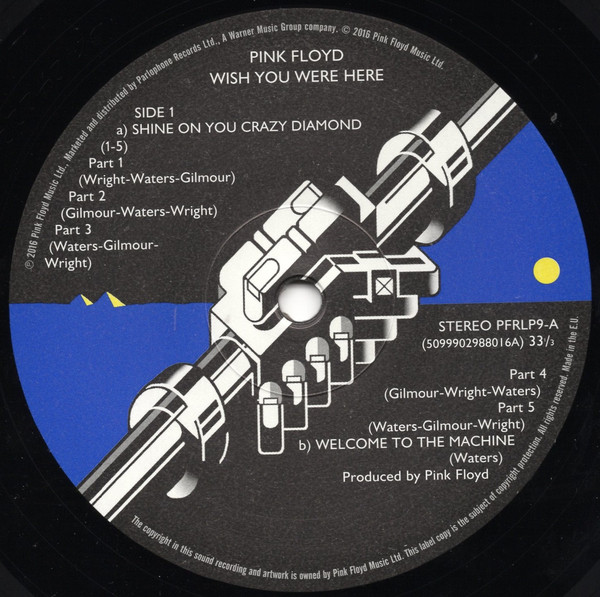 ℗ 2016 Pink Floyd Music Ltd., Marketed and distributed by Parlophone Records Ltd., A Warner Music Group company. © 2016 Pink Floyd Music Ltd.
PINK FLOYD
WISH YOU WERE HERE
SIDE 1
a) SHINE ON YOU CRAZY DIAMOND
(1-5)
Part 1
(Wright-Waters-Gilmour)
Part 2
(Gilmour-Waters-Wright)
Part 3
(Waters-Gilmour-
Wright)
STEREO PFRLP9-A
(5099902988016A) 33 1/3
Part 4
(Gilmour-Wright-Waters)
Part 5
(Waters-Gilmour-Wright)
b) WELCOME TO THE MACHINE
(Waters)
Produced by Pink Floyd
The copyright in this sound recording and artwork is owned by Pink Floyd Music Ltd. This label copy is the subject of copyright protection. All rights reserved. Made in the E.U.